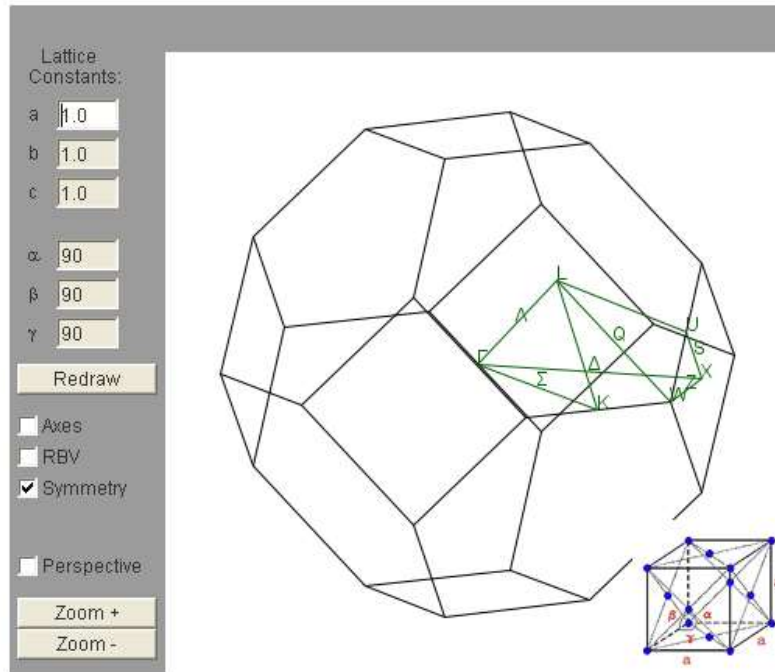 Lattice
Constants:
a 1.0
b 1.0
c 1.0
α 90
β 90
γ 90
Redraw
Axes
RBV
Symmetry
Perspective
Zoom +
Zoom -
L
Λ
Q
U
S
Γ
Δ
X
Σ
Z
W
K
β α
γ
a
a